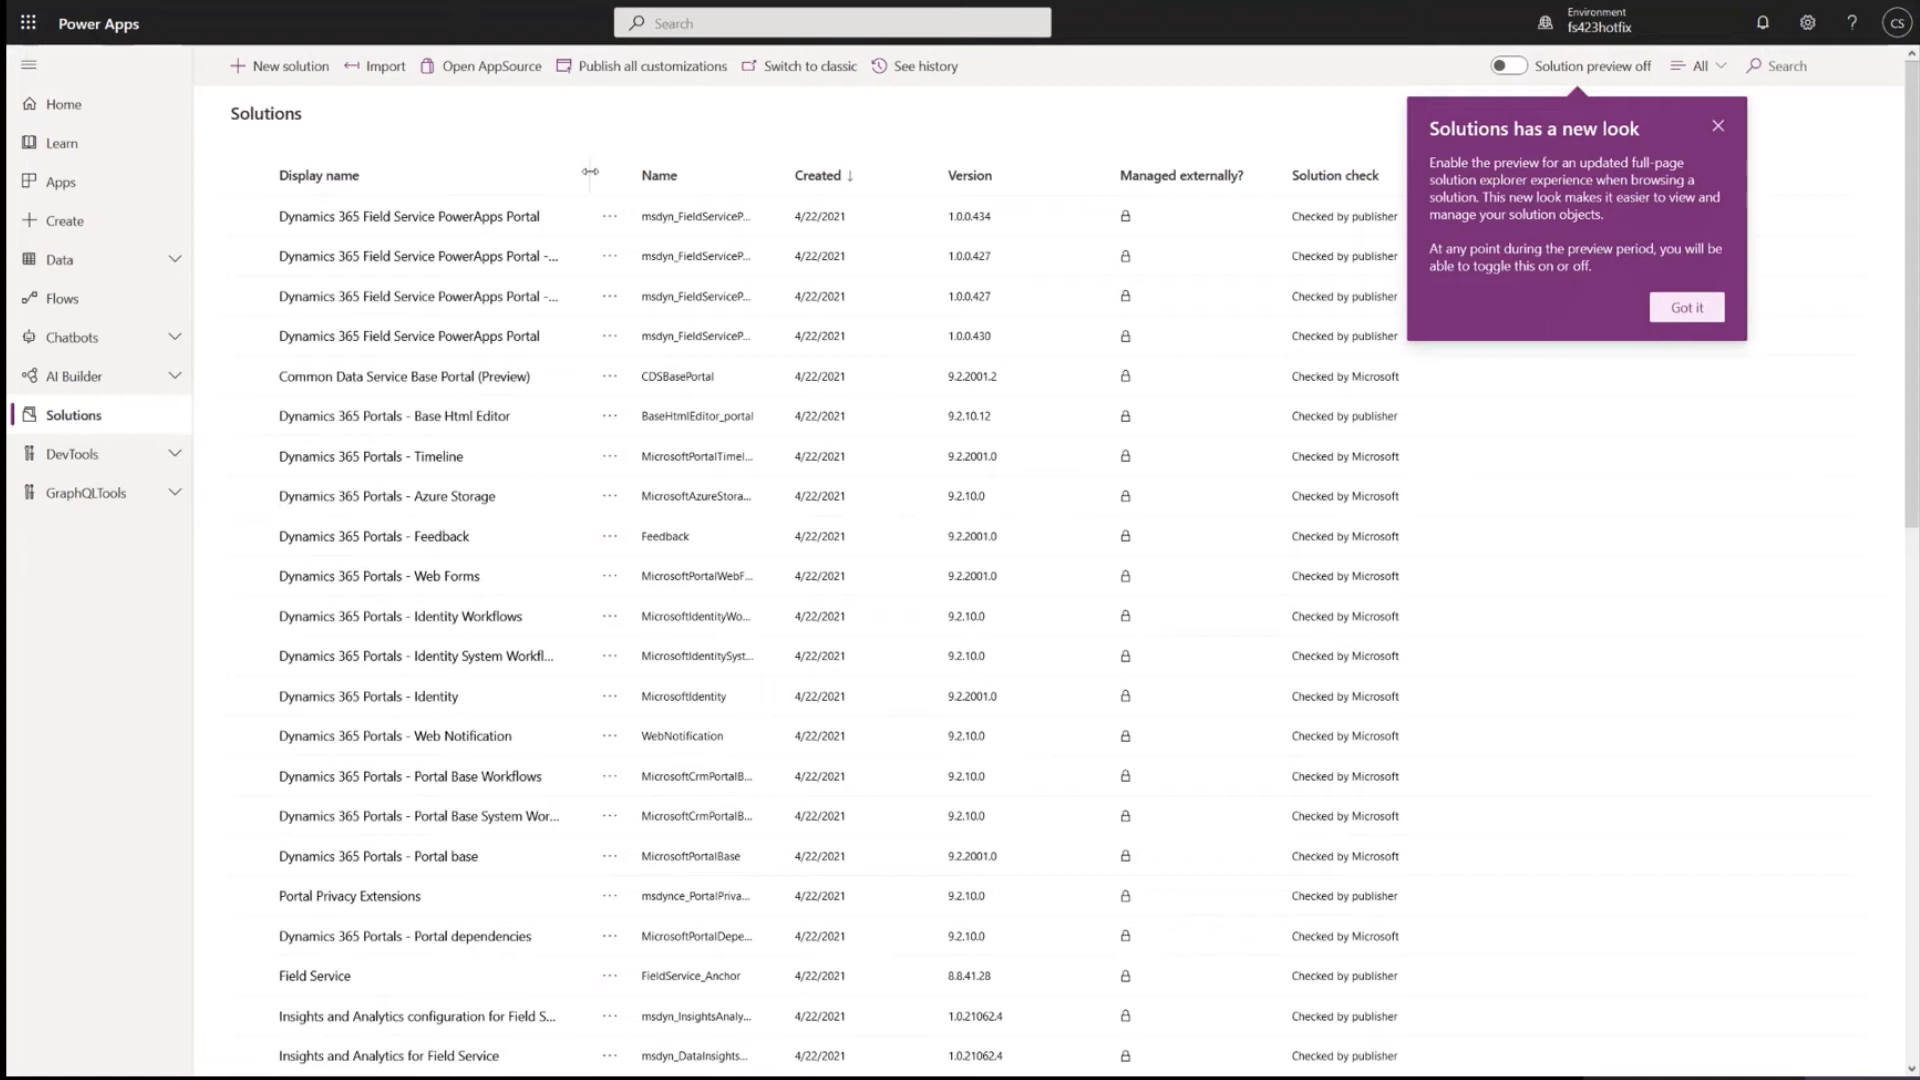 Power Apps
Search
Environment
fs423hotfix
CS
New solution
Import
Open AppSource
Publish all customizations
Switch to classic
See history
Solution preview off
All
Search
Home
Learn
Apps
Create
Data
Flows
Chatbots
AI Builder
Solutions
DevTools
GraphQLTools
Solutions
Solutions has a new look
Enable the preview for an updated full-page
solution explorer experience when browsing a
solution. This new look makes it easier to view and
manage your solution objects.
At any point during the preview period, you will be
able to toggle this on or off.
Got it
Display name Name Created ↓ Version Managed externally? Solution check
Dynamics 365 Field Service PowerApps Portal ··· msdyn_FieldServiceP... 4/22/2021 1.0.0.434 Checked by publisher
Dynamics 365 Field Service PowerApps Portal -... ··· msdyn_FieldServiceP... 4/22/2021 1.0.0.427 Checked by publisher
Dynamics 365 Field Service PowerApps Portal -... ··· msdyn_FieldServiceP... 4/22/2021 1.0.0.427 Checked by publisher
Dynamics 365 Field Service PowerApps Portal ··· msdyn_FieldServiceP... 4/22/2021 1.0.0.430 Checked by publisher
Common Data Service Base Portal (Preview) ··· CDSBasePortal 4/22/2021 9.2.2001.2 Checked by Microsoft
Dynamics 365 Portals - Base Html Editor ··· BaseHtmlEditor_portal 4/22/2021 9.2.10.12 Checked by publisher
Dynamics 365 Portals - Timeline ··· MicrosoftPortalTimel... 4/22/2021 9.2.2001.0 Checked by Microsoft
Dynamics 365 Portals - Azure Storage ··· MicrosoftAzureStora... 4/22/2021 9.2.10.0 Checked by Microsoft
Dynamics 365 Portals - Feedback ··· Feedback 4/22/2021 9.2.2001.0 Checked by Microsoft
Dynamics 365 Portals - Web Forms ··· MicrosoftPortalWebF... 4/22/2021 9.2.2001.0 Checked by Microsoft
Dynamics 365 Portals - Identity Workflows ··· MicrosoftIdentityWo... 4/22/2021 9.2.10.0 Checked by Microsoft
Dynamics 365 Portals - Identity System Workfl... ··· MicrosoftIdentitySyst... 4/22/2021 9.2.10.0 Checked by Microsoft
Dynamics 365 Portals - Identity ··· MicrosoftIdentity 4/22/2021 9.2.2001.0 Checked by Microsoft
Dynamics 365 Portals - Web Notification ··· WebNotification 4/22/2021 9.2.10.0 Checked by Microsoft
Dynamics 365 Portals - Portal Base Workflows ··· MicrosoftCrmPortalB... 4/22/2021 9.2.10.0 Checked by Microsoft
Dynamics 365 Portals - Portal Base System Wor... ··· MicrosoftCrmPortalB... 4/22/2021 9.2.10.0 Checked by Microsoft
Dynamics 365 Portals - Portal base ··· MicrosoftPortalBase 4/22/2021 9.2.2001.0 Checked by Microsoft
Portal Privacy Extensions ··· msdynce_PortalPriva... 4/22/2021 9.2.10.0 Checked by publisher
Dynamics 365 Portals - Portal dependencies ··· MicrosoftPortalDepe... 4/22/2021 9.2.10.0 Checked by Microsoft
Field Service ··· FieldService_Anchor 4/22/2021 8.8.41.28 Checked by publisher
Insights and Analytics configuration for Field S... ··· msdyn_InsightsAnaly... 4/22/2021 1.0.21062.4 Checked by publisher
Insights and Analytics for Field Service ··· msdyn_DataInsights... 4/22/2021 1.0.21062.4 Checked by publisher